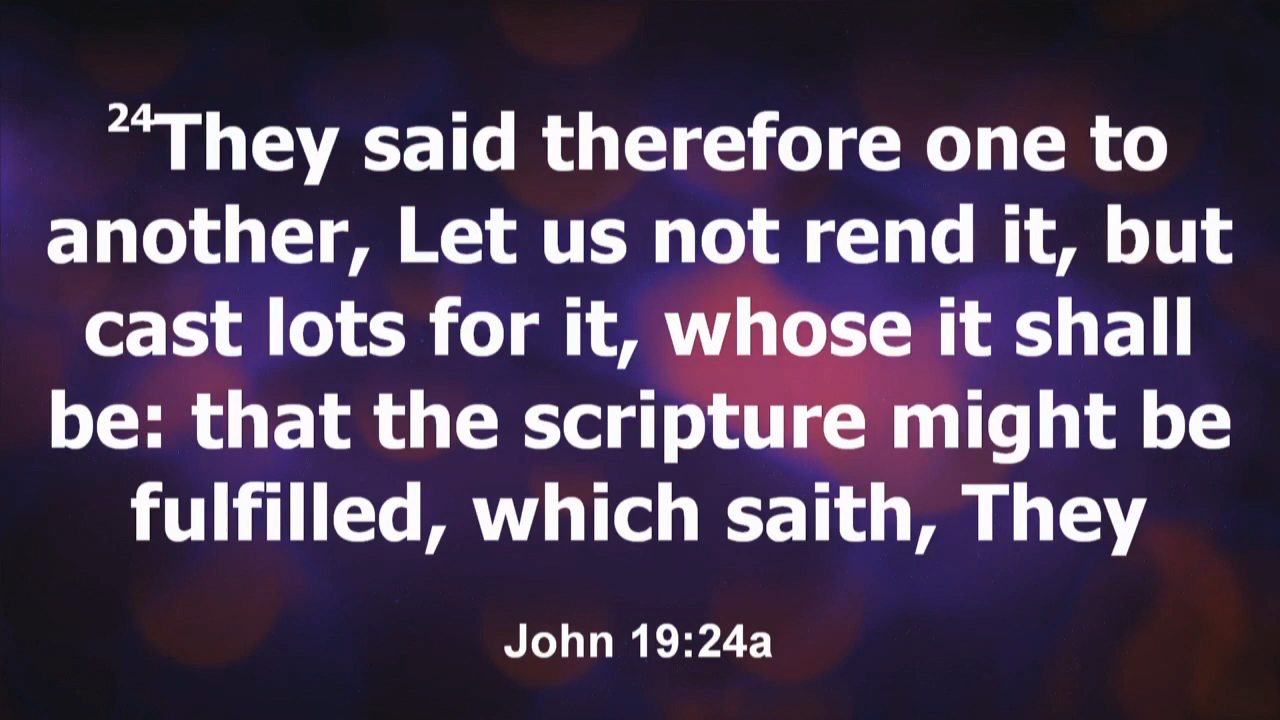 24They said therefore one to
another, Let us not rend it, but
cast lots for it, whose it shall
be: that the scripture might be
fulfilled, which saith, They
John 19:24a